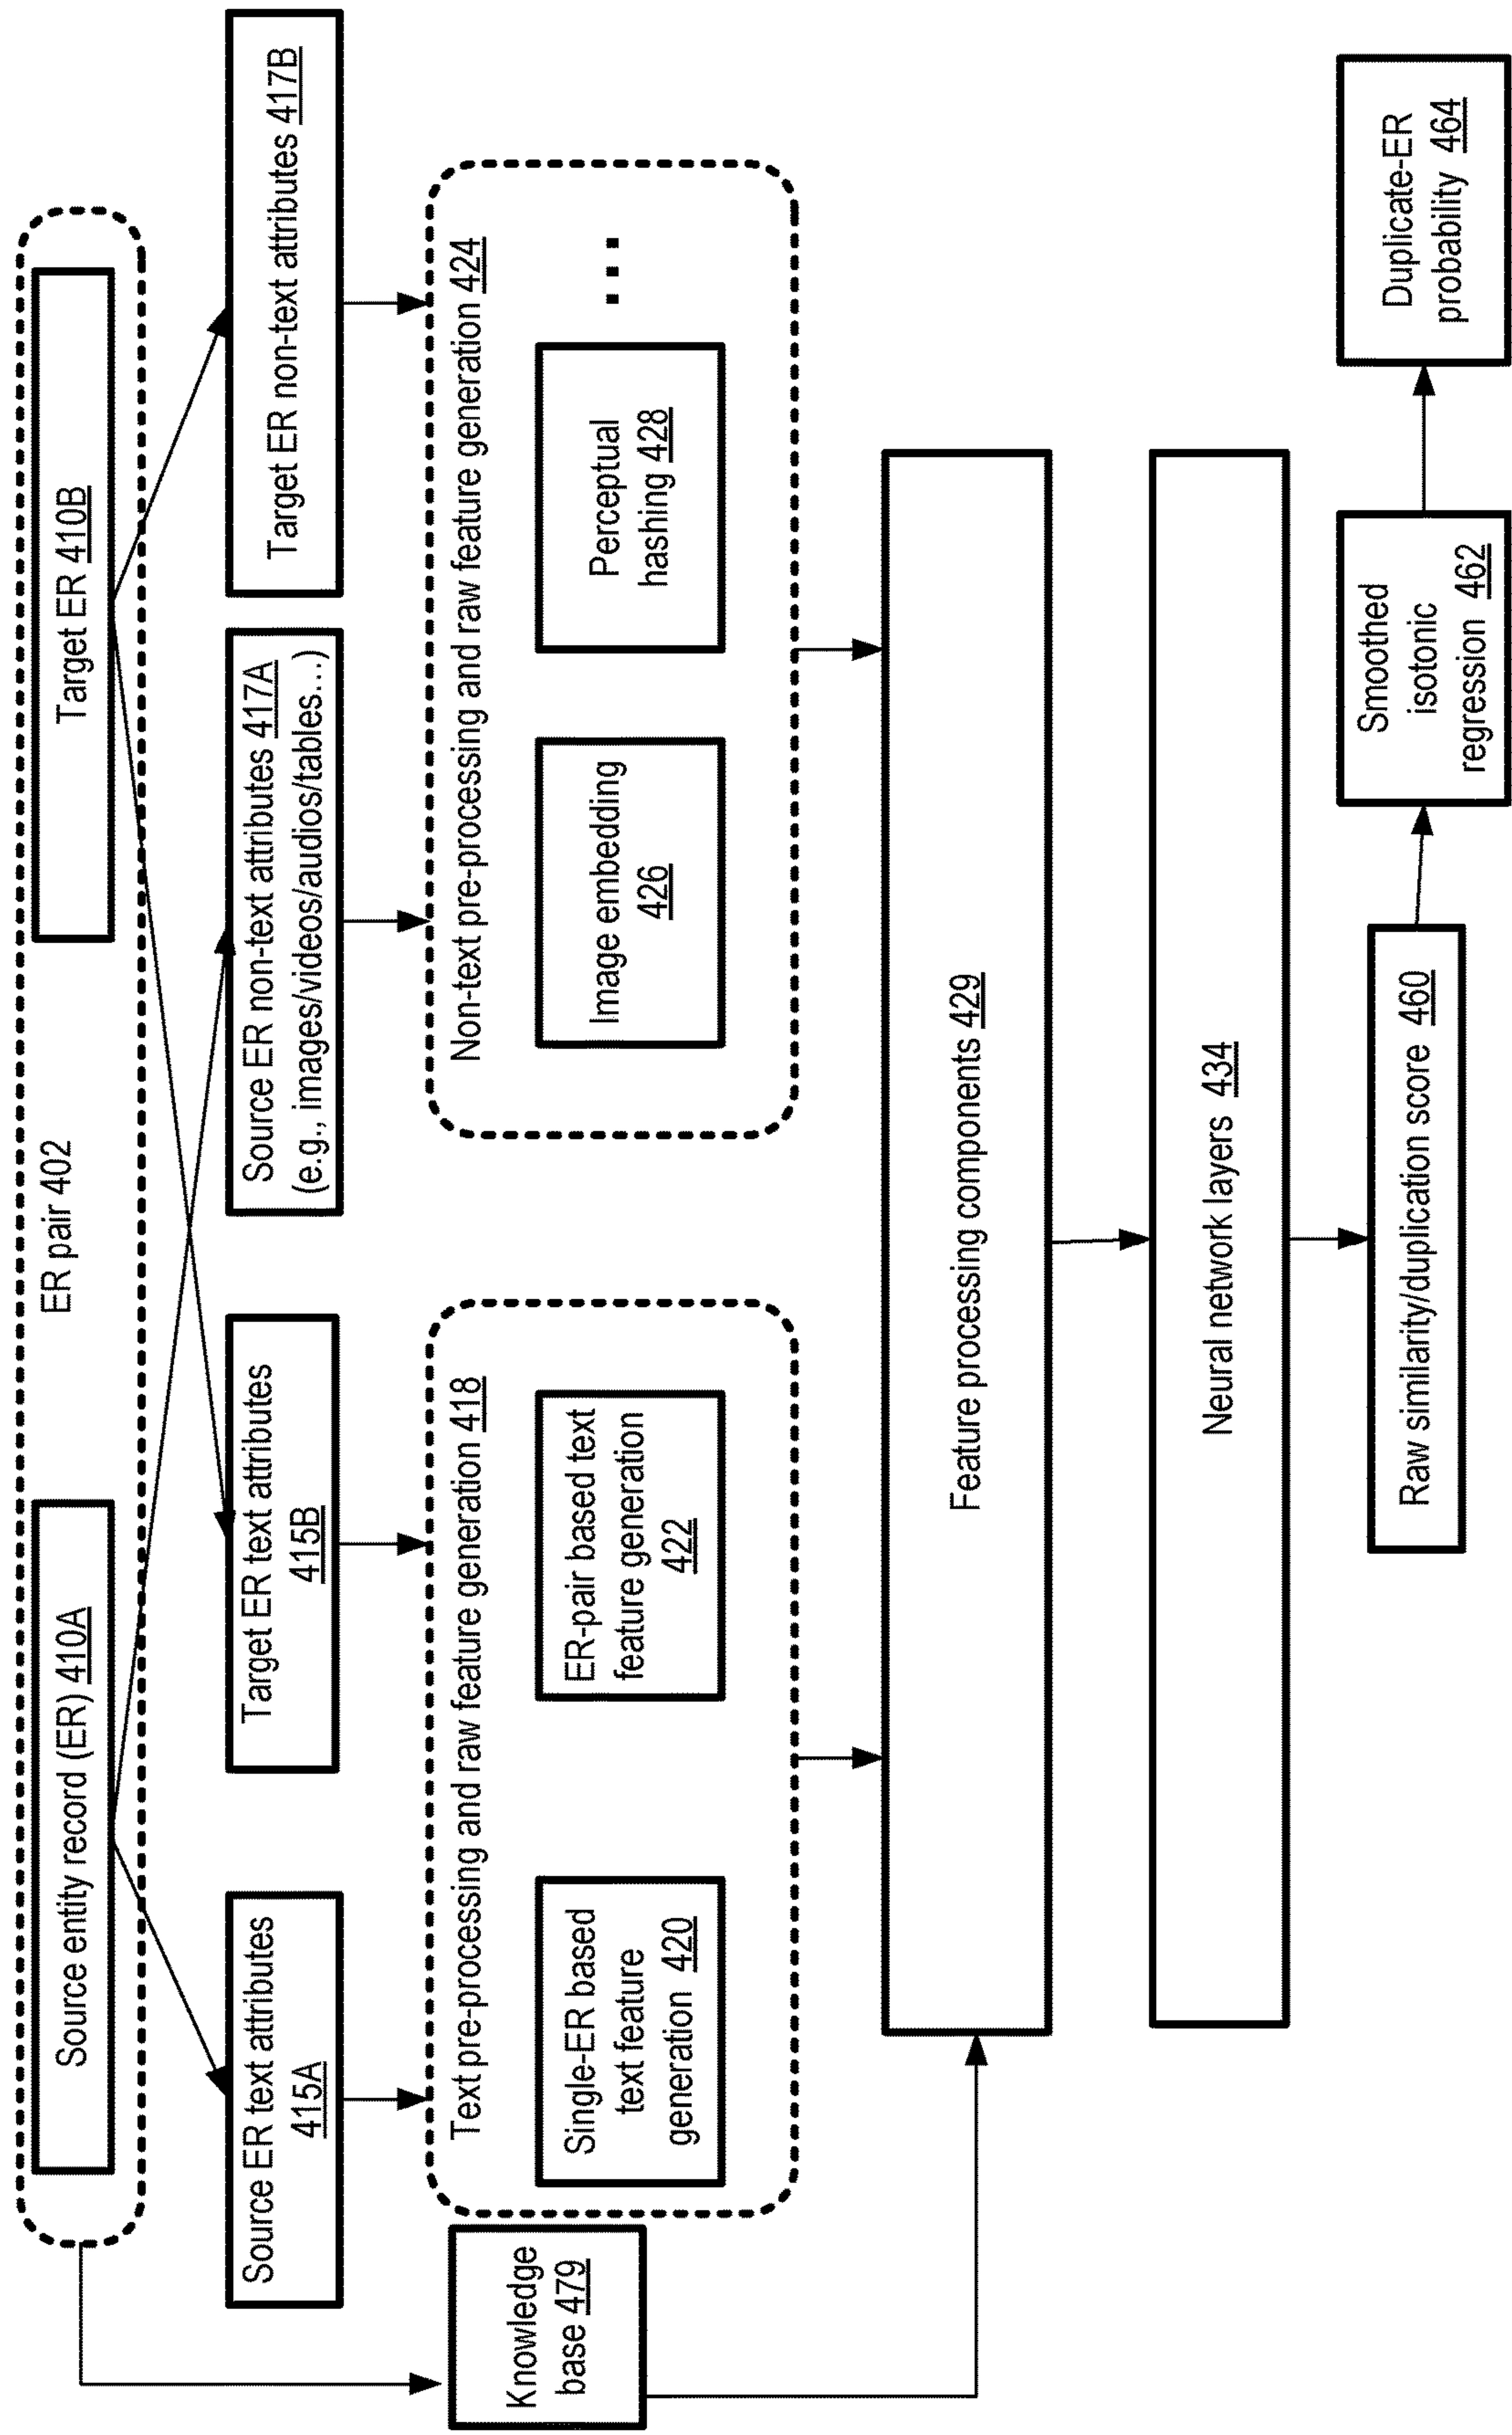 ER pair 402
Source entity record (ER) 410A
Target ER 410B
Source ER text attributes
415A
Target ER text attributes
415B
Source ER non-text attributes 417A
(e.g., images/videos/audios/tables…)
Target ER non-text attributes 417B
Knowledge
base 479
Text pre-processing and raw feature generation 418
Single-ER based
text feature
generation 420
ER-pair based text
feature generation
422
Non-text pre-processing and raw feature generation 424
Image embedding
426
Perceptual
hashing 428
...
Feature processing components 429
Neural network layers 434
Raw similarity/duplication score 460
Smoothed
isotonic
regression 462
Duplicate-ER
probability 464